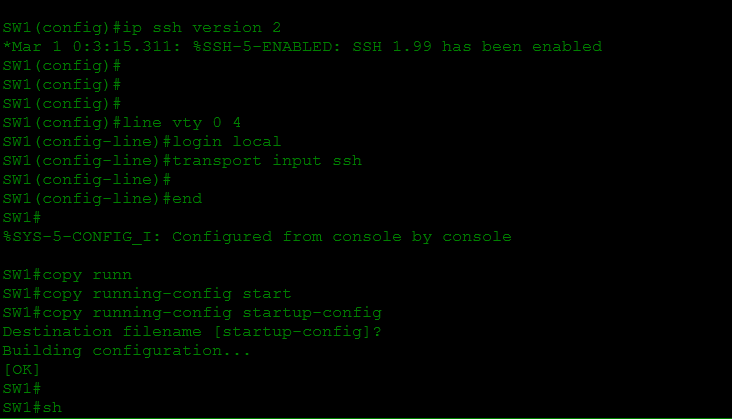 SW1(config)#ip ssh version 2
*Mar 1 0:3:15.311: %SSH-5-ENABLED: SSH 1.99 has been enabled
SW1(config)#
SW1(config)#
SW1(config)#
SW1(config)#line vty 0 4
SW1(config-line)#login local
SW1(config-line)#transport input ssh
SW1(config-line)#
SW1(config-line)#end
SW1#
%SYS-5-CONFIG_I: Configured from console by console
SW1#copy runn
SW1#copy running-config start
SW1#copy running-config startup-config
Destination filename [startup-config]?
Building configuration...
[OK]
SW1#
SW1#sh